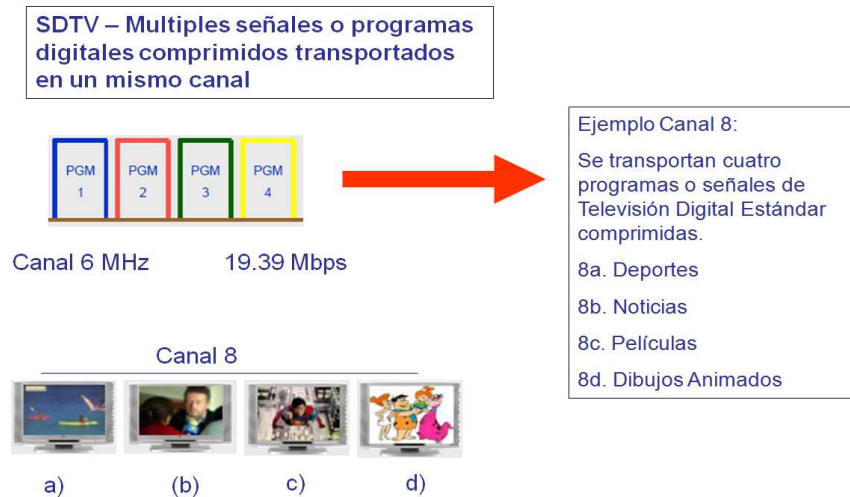 SDTV – Multiples señales o programas
digitales comprimidos transportados
en un mismo canal
PGM
1
PGM
2
PGM
3
PGM
4
Canal 6 MHz
19.39 Mbps
Ejemplo Canal 8:
Se transportan cuatro
programas o señales de
Televisión Digital Estándar
comprimidas.
8a. Deportes
8b. Noticias
8c. Películas
8d. Dibujos Animados
Canal 8
a)
(b)
c)
d)